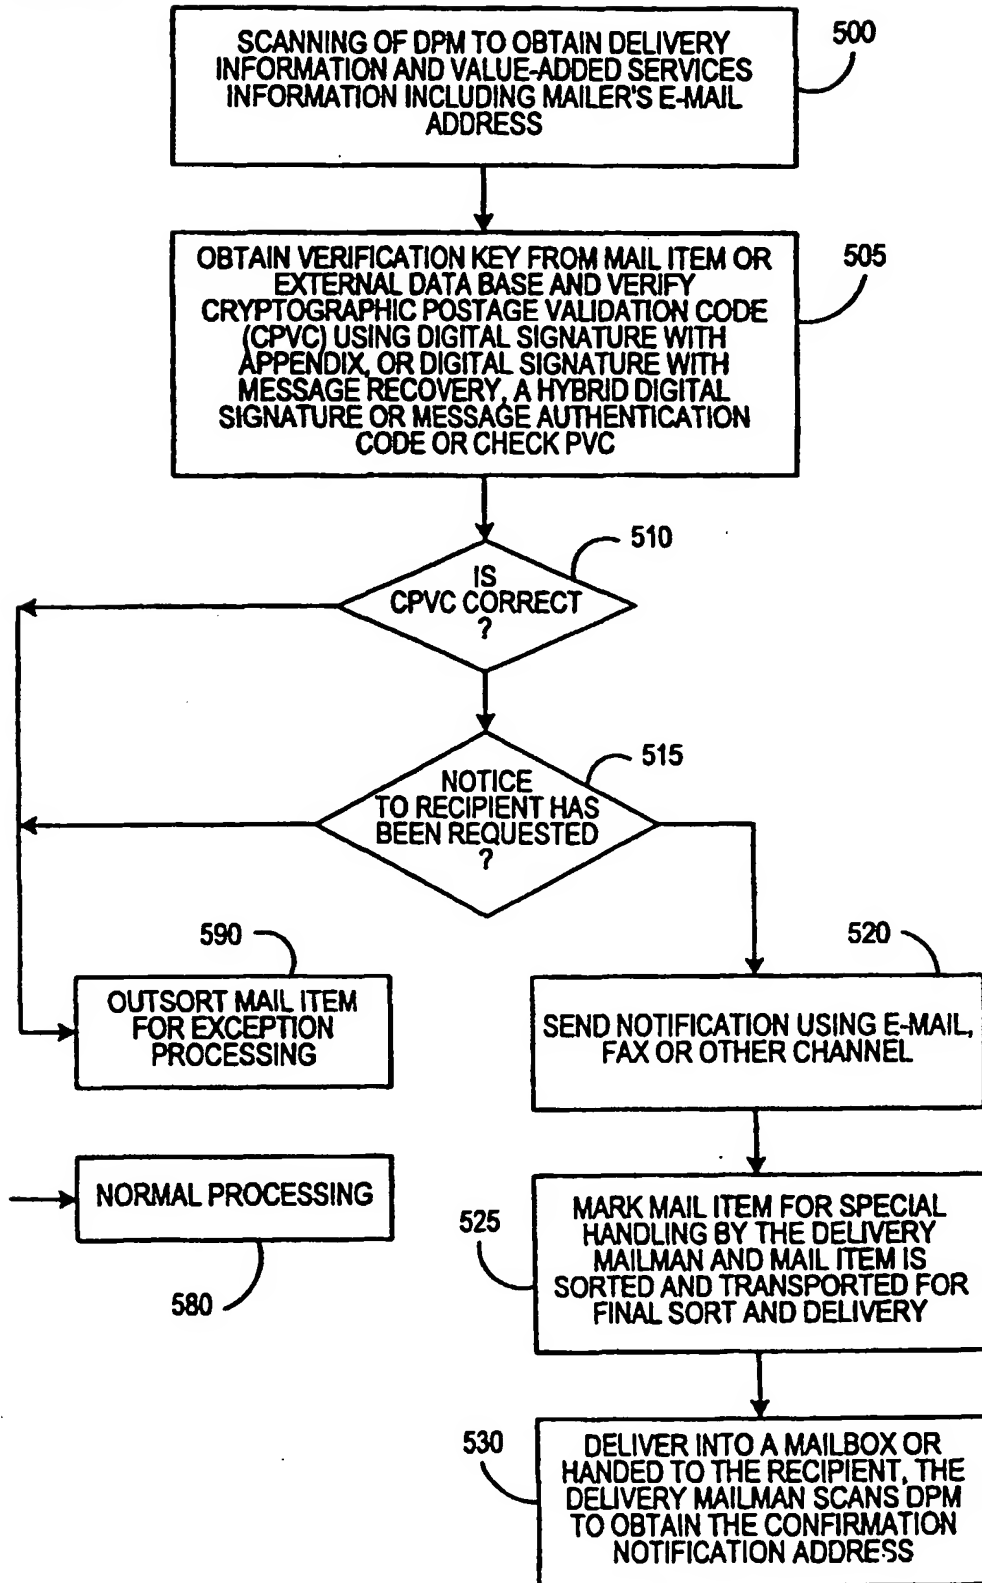 SCANNING OF DPM TO OBTAIN DELIVERY
INFORMATION AND VALUE-ADDED SERVICES
INFORMATION INCLUDING MAILER'S E-MAIL
ADDRESS
500
OBTAIN VERIFICATION KEY FROM MAIL ITEM OR
EXTERNAL DATA BASE AND VERIFY
CRYPTOGRAPHIC POSTAGE VALIDATION CODE
(CPVC) USING DIGITAL SIGNATURE WITH
APPENDIX, OR DIGITAL SIGNATURE WITH
MESSAGE RECOVERY, A HYBRID DIGITAL
SIGNATURE OR MESSAGE AUTHENTICATION
CODE OR CHECK PVC
505
IS
CPVC CORRECT
?
510
NOTICE
TO RECIPIENT HAS
BEEN REQUESTED
?
515
590
OUTSORT MAIL ITEM
FOR EXCEPTION
PROCESSING
520
SEND NOTIFICATION USING E-MAIL,
FAX OR OTHER CHANNEL
NORMAL PROCESSING
580
525
MARK MAIL ITEM FOR SPECIAL
HANDLING BY THE DELIVERY
MAILMAN AND MAIL ITEM IS
SORTED AND TRANSPORTED FOR
FINAL SORT AND DELIVERY
530
DELIVER INTO A MAILBOX OR
HANDED TO THE RECIPIENT, THE
DELIVERY MAILMAN SCANS DPM
TO OBTAIN THE CONFIRMATION
NOTIFICATION ADDRESS